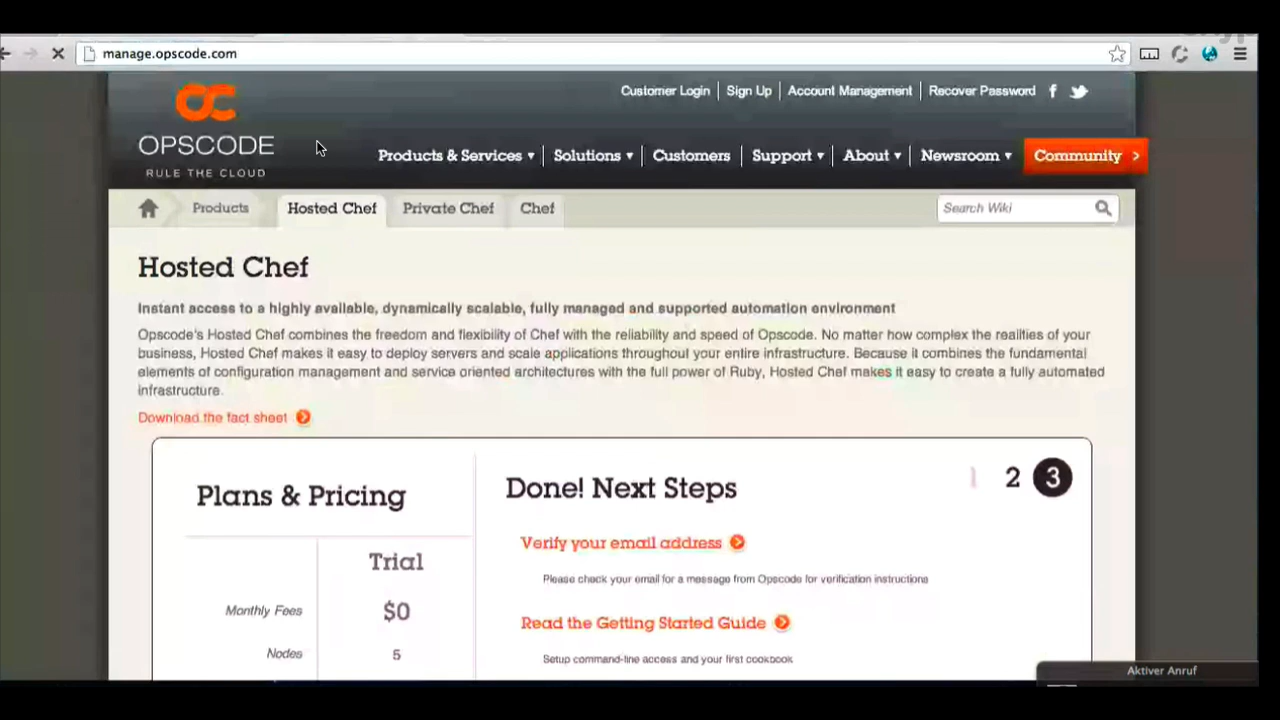 manage.opscode.com
Customer Login Sign Up Account Management Recover Password
OPSCODE
RULE THE CLOUD
Products & Services Solutions Customers Support About Newsroom Community >
Products Hosted Chef Private Chef Chef Search Wiki
Hosted Chef
Instant access to a highly available, dynamically scalable, fully managed and supported automation environment
Opscode's Hosted Chef combines the freedom and flexibility of Chef with the reliability and speed of Opscode. No matter how complex the realities of your
business, Hosted Chef makes it easy to deploy servers and scale applications throughout your entire infrastructure. Because it combines the fundamental
elements of configuration management and service oriented architectures with the full power of Ruby, Hosted Chef makes it easy to create a fully automated
infrastructure.
Download the fact sheet
Plans & Pricing
Trial
Monthly Fees $0
Nodes 5
Done! Next Steps
1 2 3
Verify your email address
Please check your email for a message from Opscode for verification instructions
Read the Getting Started Guide
Setup command-line access and your first cookbook
Aktiver Anruf